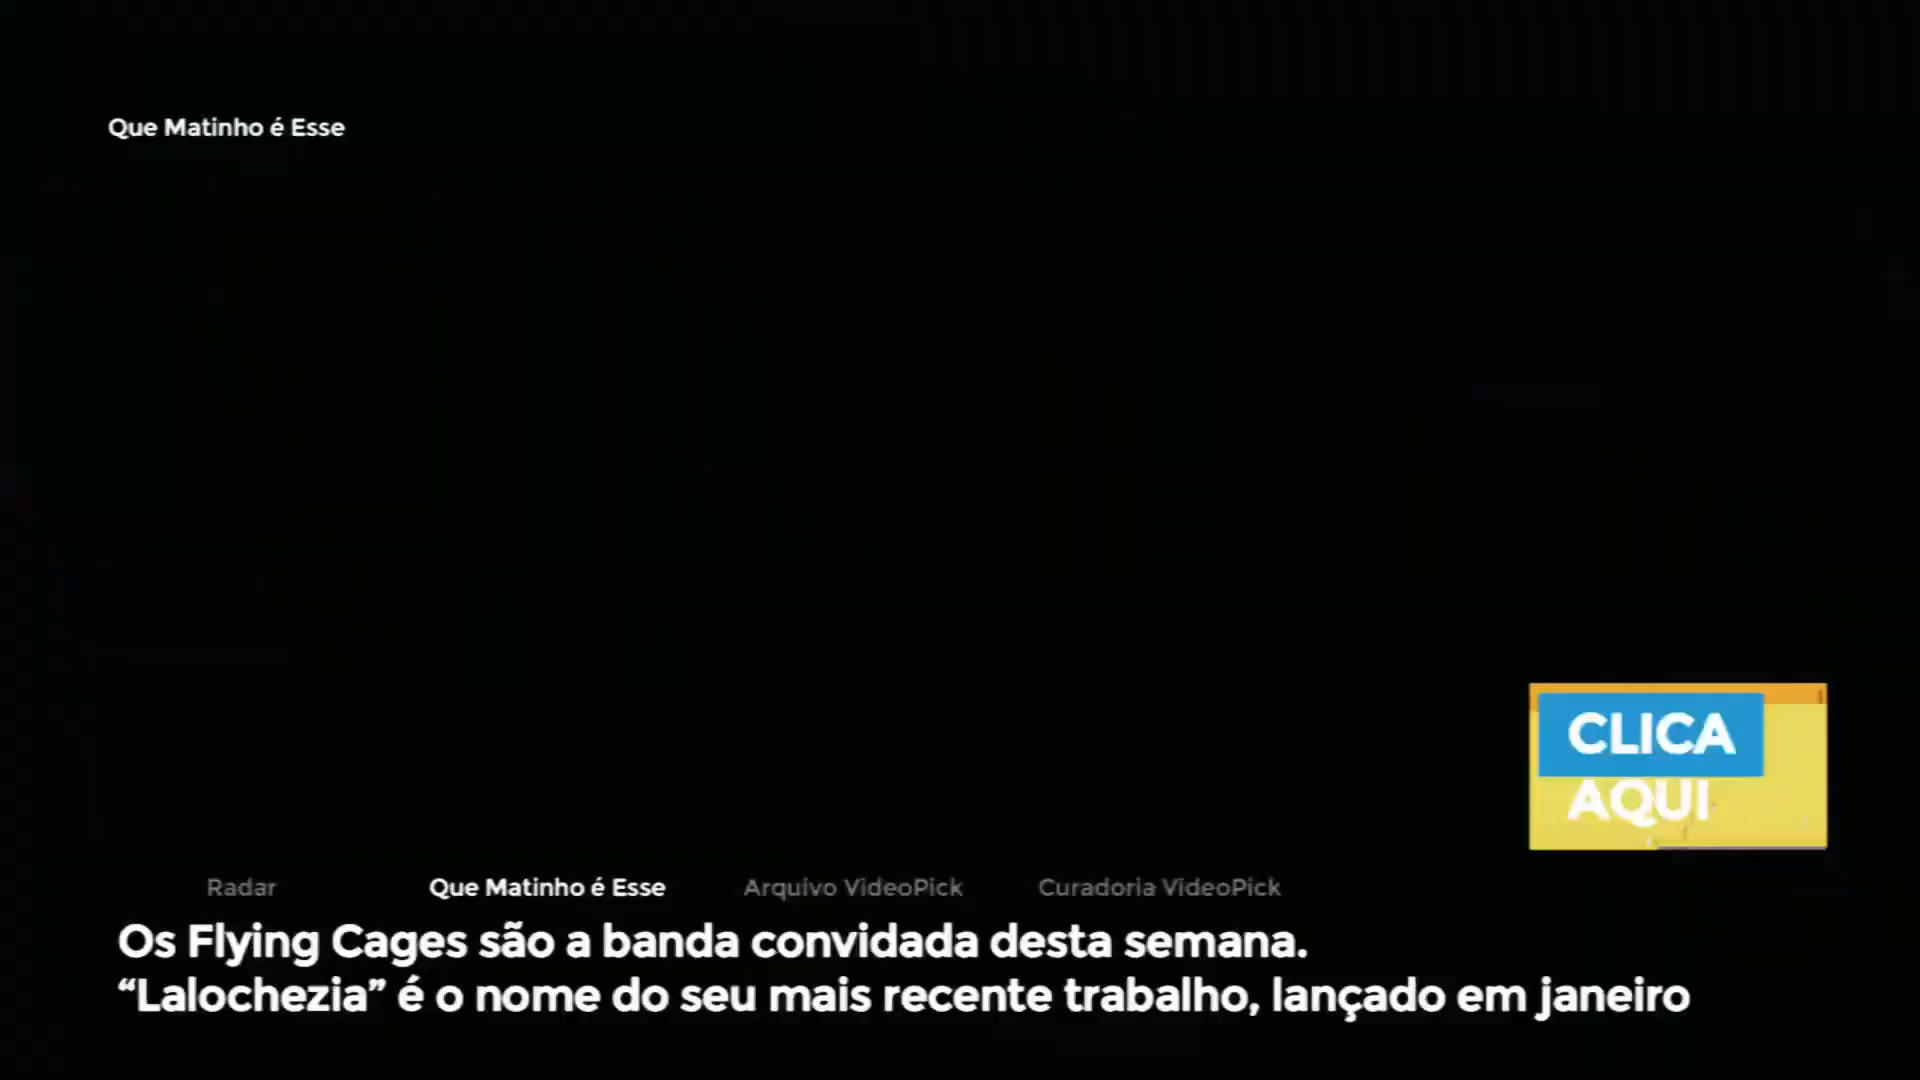 Que Matinho é Esse
CLICA
AQUI
Radar
Que Matinho é Esse
Arquivo VideoPick
Curadoria VideoPick
Os Flying Cages são a banda convidada desta semana.
“Lalochezia” é o nome do seu mais recente trabalho, lançado em janeiro